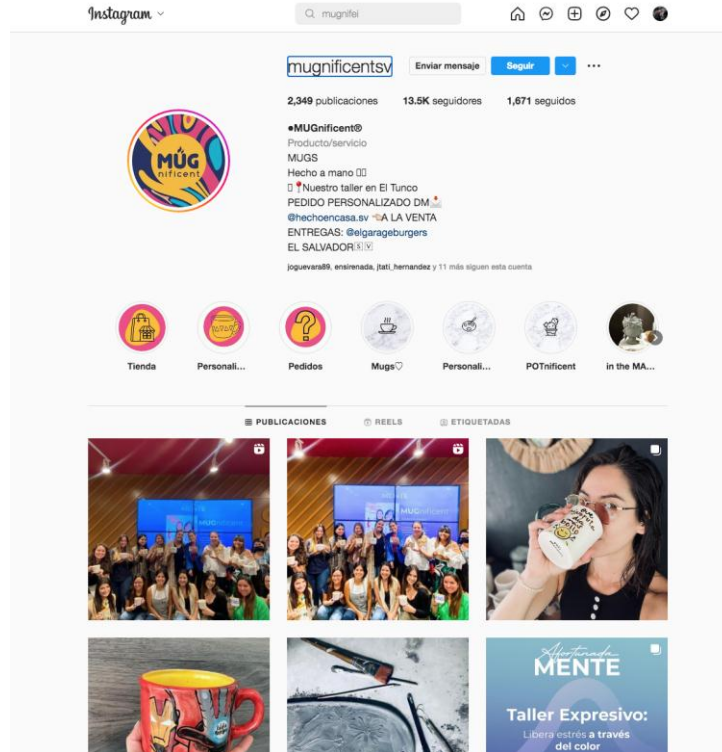 Instagram
mugnifei
mugnificentsv
Enviar mensaje
Seguir
2,349 publicaciones 13.5K seguidores 1,671 seguidos
●MUGnificent®
Producto/servicio
MUGS
Hecho a mano
📍Nuestro taller en El Tunco
PEDIDO PERSONALIZADO DM📩
@hechoencasa.sv 👈🏼A LA VENTA
ENTREGAS: @elgarageburgers
EL SALVADOR🇸 🇻
joguevara89, ensirenada, jtati_hernandez y 11 más siguen esta cuenta
MUG
nificent
Tienda
Personali...
Pedidos
Mugs♡
Personali...
POTnificent
in the MA...
PUBLICACIONES
REELS
ETIQUETADAS
MUGnificent
MUGnificent
Afortunada
MENTE
Taller Expresivo:
Libera estrés a través
del color